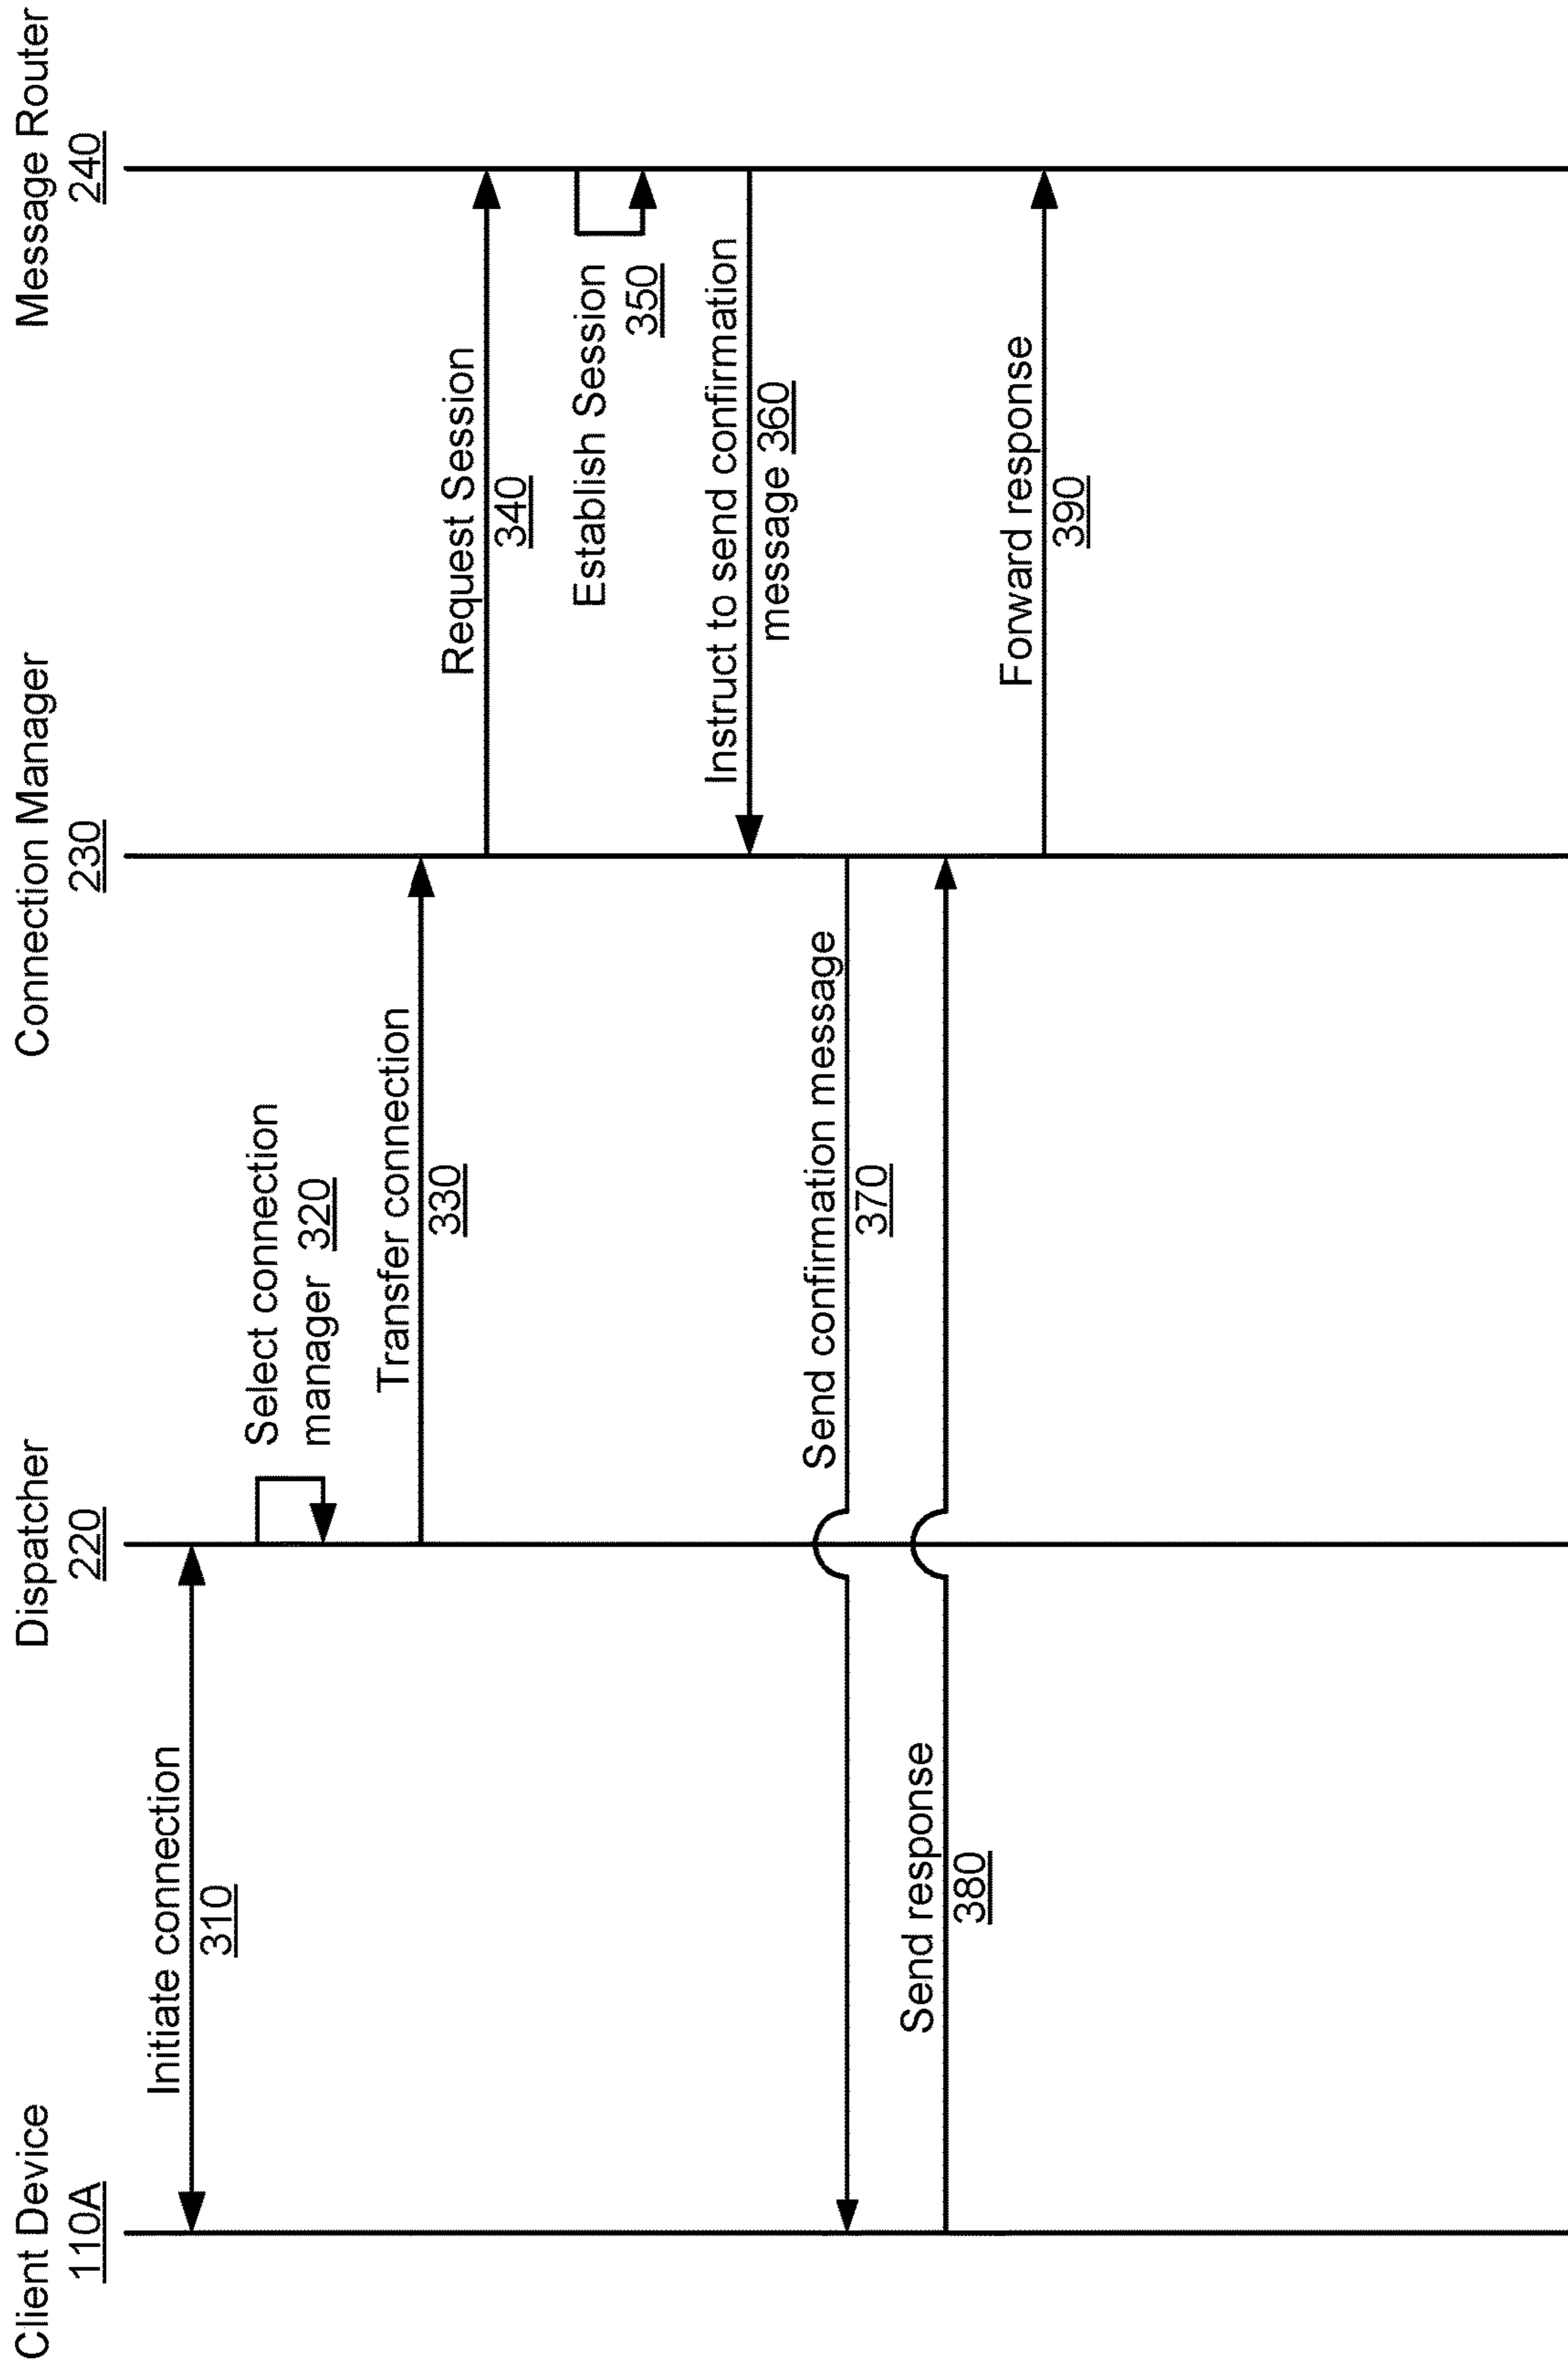 Client Device
110A
Dispatcher
220
Connection Manager
230
Message Router
240
Initiate connection
310
Select connection
manager 320
Transfer connection
330
Request Session
340
Establish Session
350
Instruct to send confirmation
message 360
Send confirmation message
370
Send response
380
Forward response
390